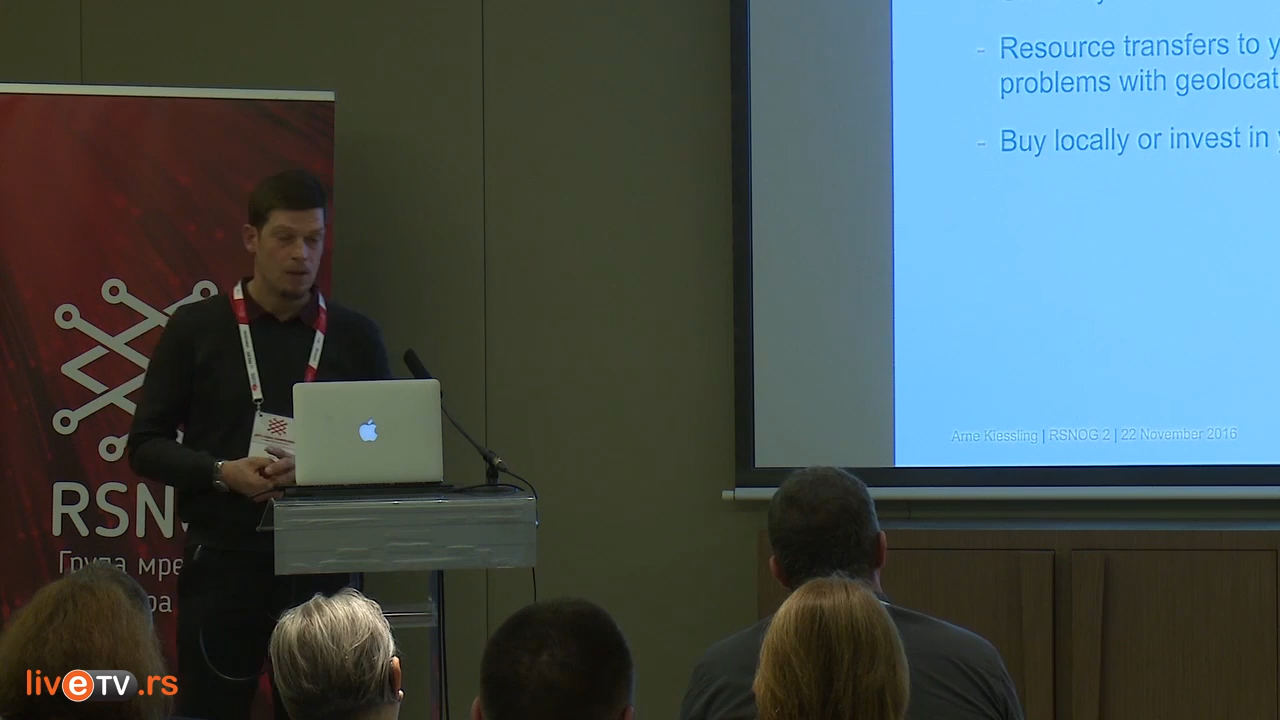 - Resource transfers to y
problems with geolocat
- Buy locally or invest in
Arne Kiessling | RSNOG 2 | 22 November 2016
RSN
Група мре
ра
livetv.rs